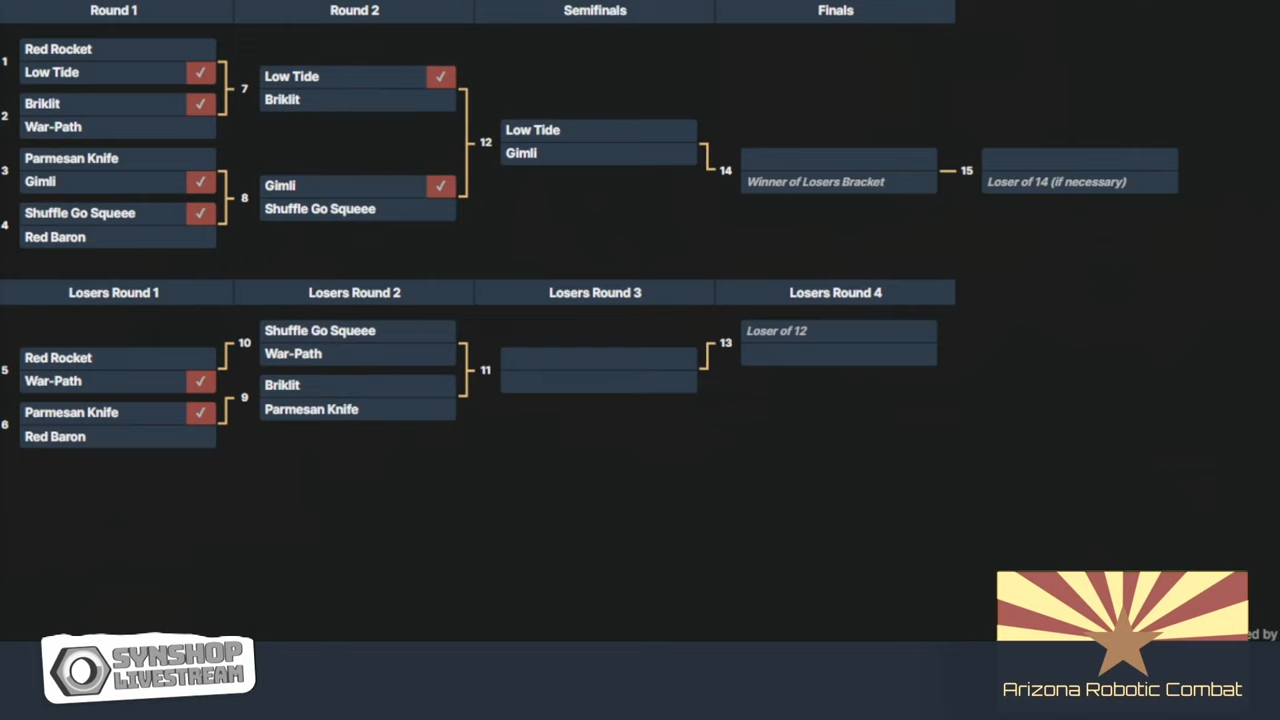 Round 1
Round 2
Semifinals
Finals
1
Red Rocket
Low Tide ✓
2
Briklit ✓
War-Path
3
Parmesan Knife
Gimli ✓
4
Shuffle Go Squeee ✓
Red Baron
7
Low Tide ✓
Briklit
8
Gimli ✓
Shuffle Go Squeee
12
Low Tide
Gimli
14
Winner of Losers Bracket
15
Loser of 14 (if necessary)
Losers Round 1
Losers Round 2
Losers Round 3
Losers Round 4
5
Red Rocket
War-Path ✓
6
Parmesan Knife ✓
Red Baron
10
Shuffle Go Squeee
War-Path
9
Briklit
Parmesan Knife
11
13
Loser of 12
SYNSHOP
LIVESTREAM
ed by
Arizona Robotic Combat